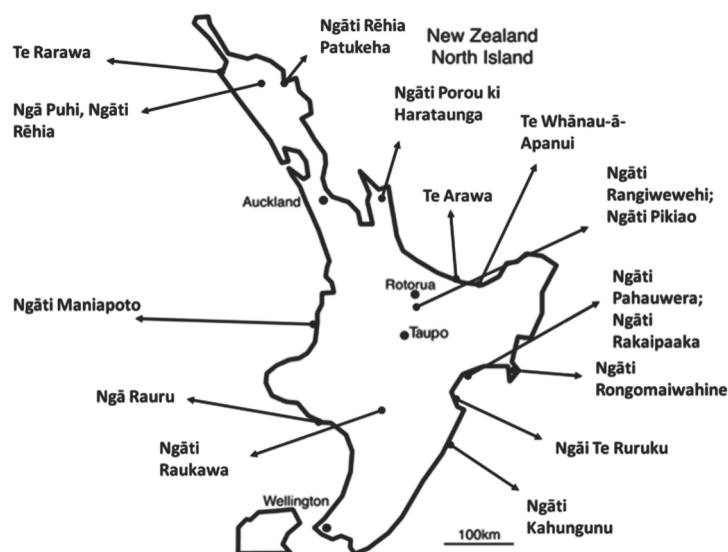 Ngāti Rēhia
Patukeha
New Zealand
North Island
Te Rarawa
Ngā Puhi, Ngāti
Rēhia
Ngāti Porou ki
Harataunga
Te Whānau-ā-
Apanui
Ngāti
Rangiwewehi;
Ngāti Pikiao
Auckland
Te Arawa
Rotorua
Ngāti
Pahauwera;
Ngāti
Rakaipaaka
Ngāti Maniapoto
Taupo
Ngāti
Rongomaiwahine
Ngā Rauru
Ngāti
Raukawa
Ngāi Te Ruruku
Wellington
Ngāti
Kahungunu
100km